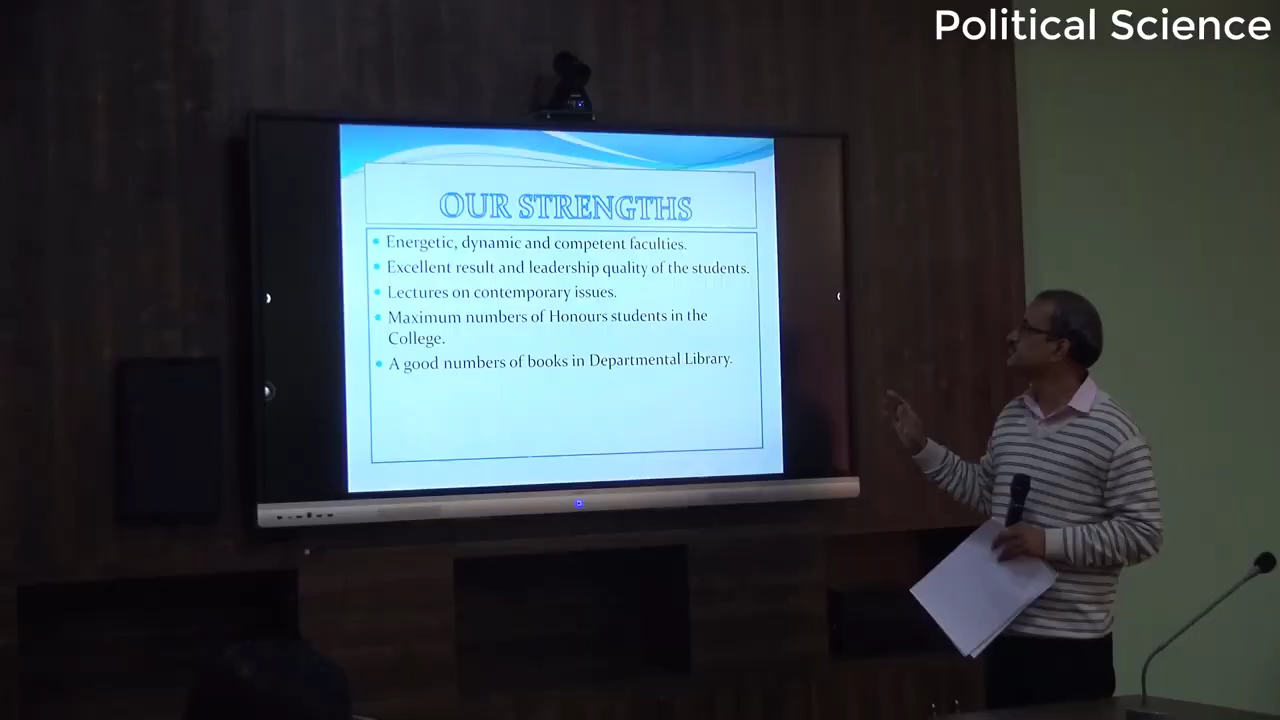 Political Science
OUR STRENGTHS
Energetic, dynamic and competent faculties.
Excellent result and leadership quality of the students.
Lectures on contemporary issues.
Maximum numbers of Honours students in the
College.
A good numbers of books in Departmental Library.